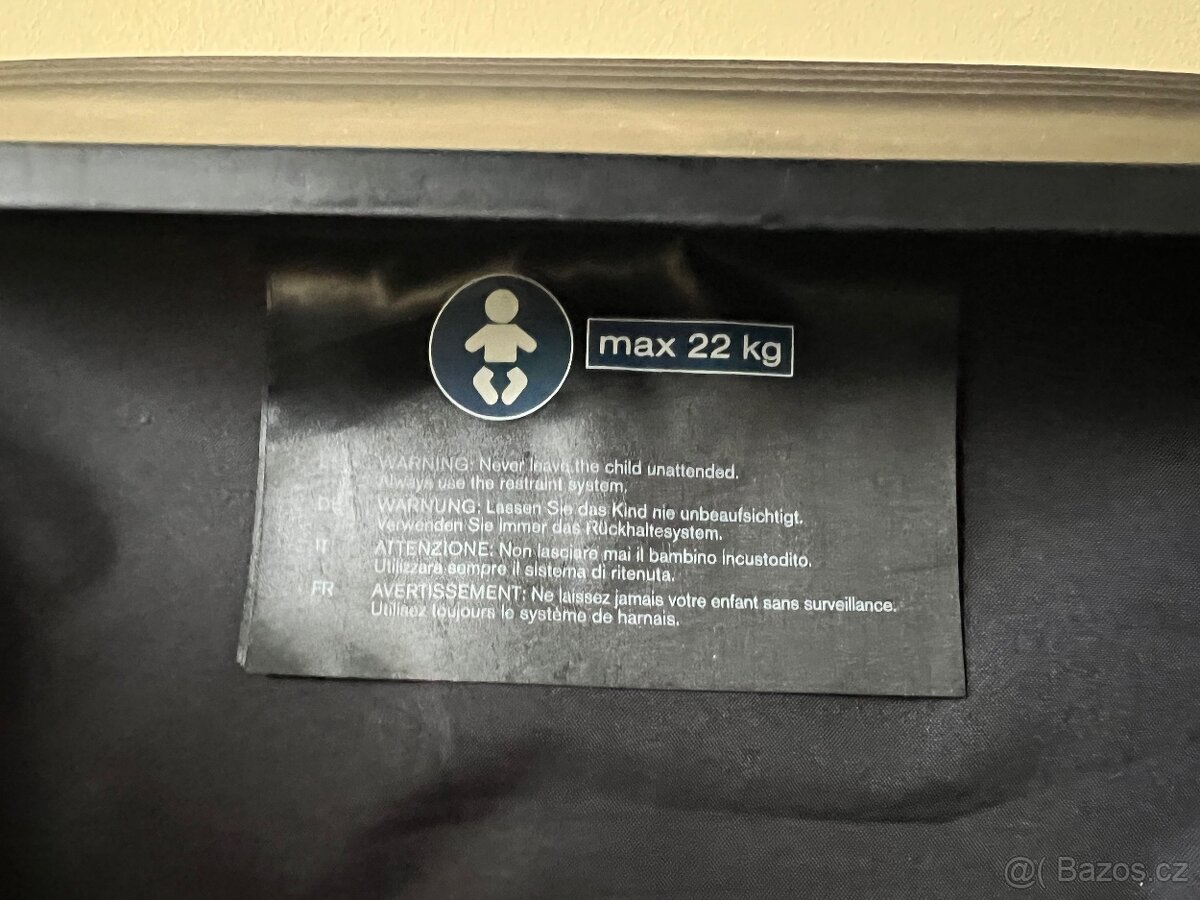 max 22 kg
WARNING: Never leave the child unattended.
Always use the restraint system.
DE WARNUNG: Lassen Sie das Kind nie unbeaufsichtigt.
Verwenden Sie immer das Rückhaltesystem.
IT ATTENZIONE: Non lasciare mai il bambino incustodito.
Utilizzare sempre il sistema di ritenuta.
FR AVERTISSEMENT: Ne laissez jamais votre enfant sans surveillance.
Utilisez toujours le système de harnais.
@( Bazos.cz